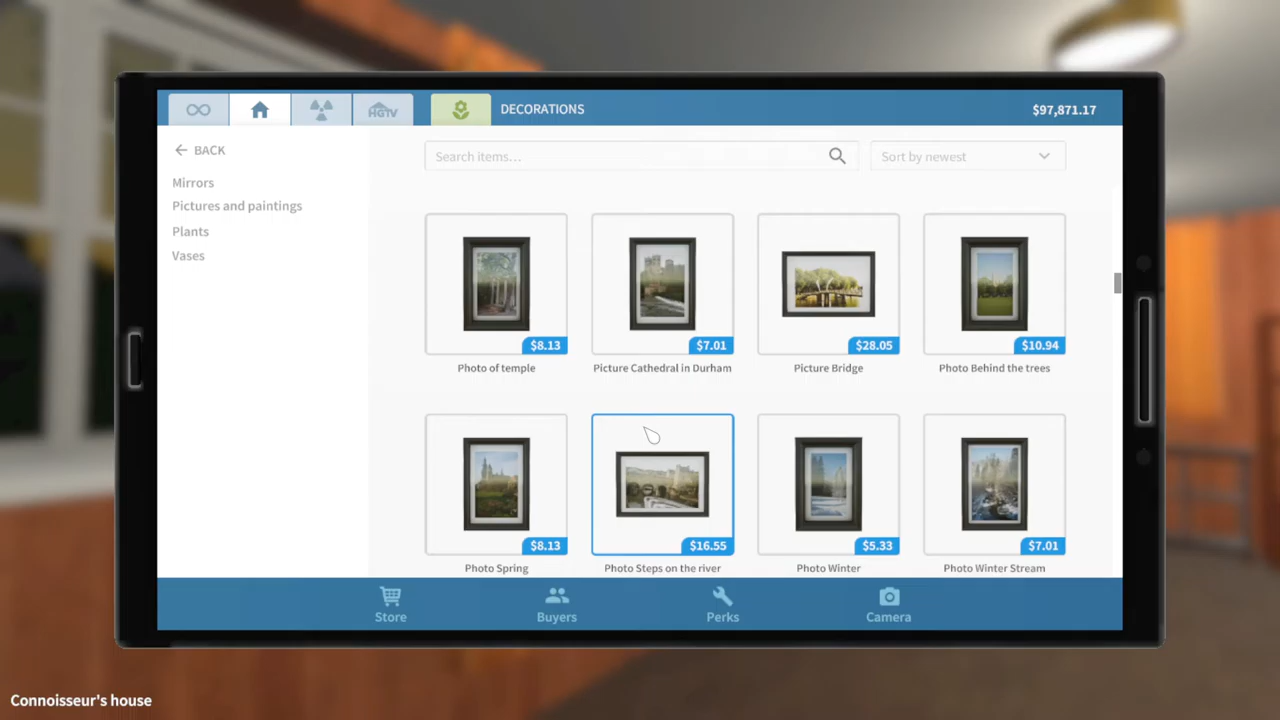 HGTV
DECORATIONS
$97,871.17
BACK
Search items...
Sort by newest
Mirrors
Pictures and paintings
Plants
Vases
$8.13
$7.01
$28.05
$10.94
Photo of temple
Picture Cathedral in Durham
Picture Bridge
Photo Behind the trees
$8.13
$16.55
$5.33
$7.01
Photo Spring
Photo Steps on the river
Photo Winter
Photo Winter Stream
Store
Buyers
Perks
Camera
Connoisseur's house